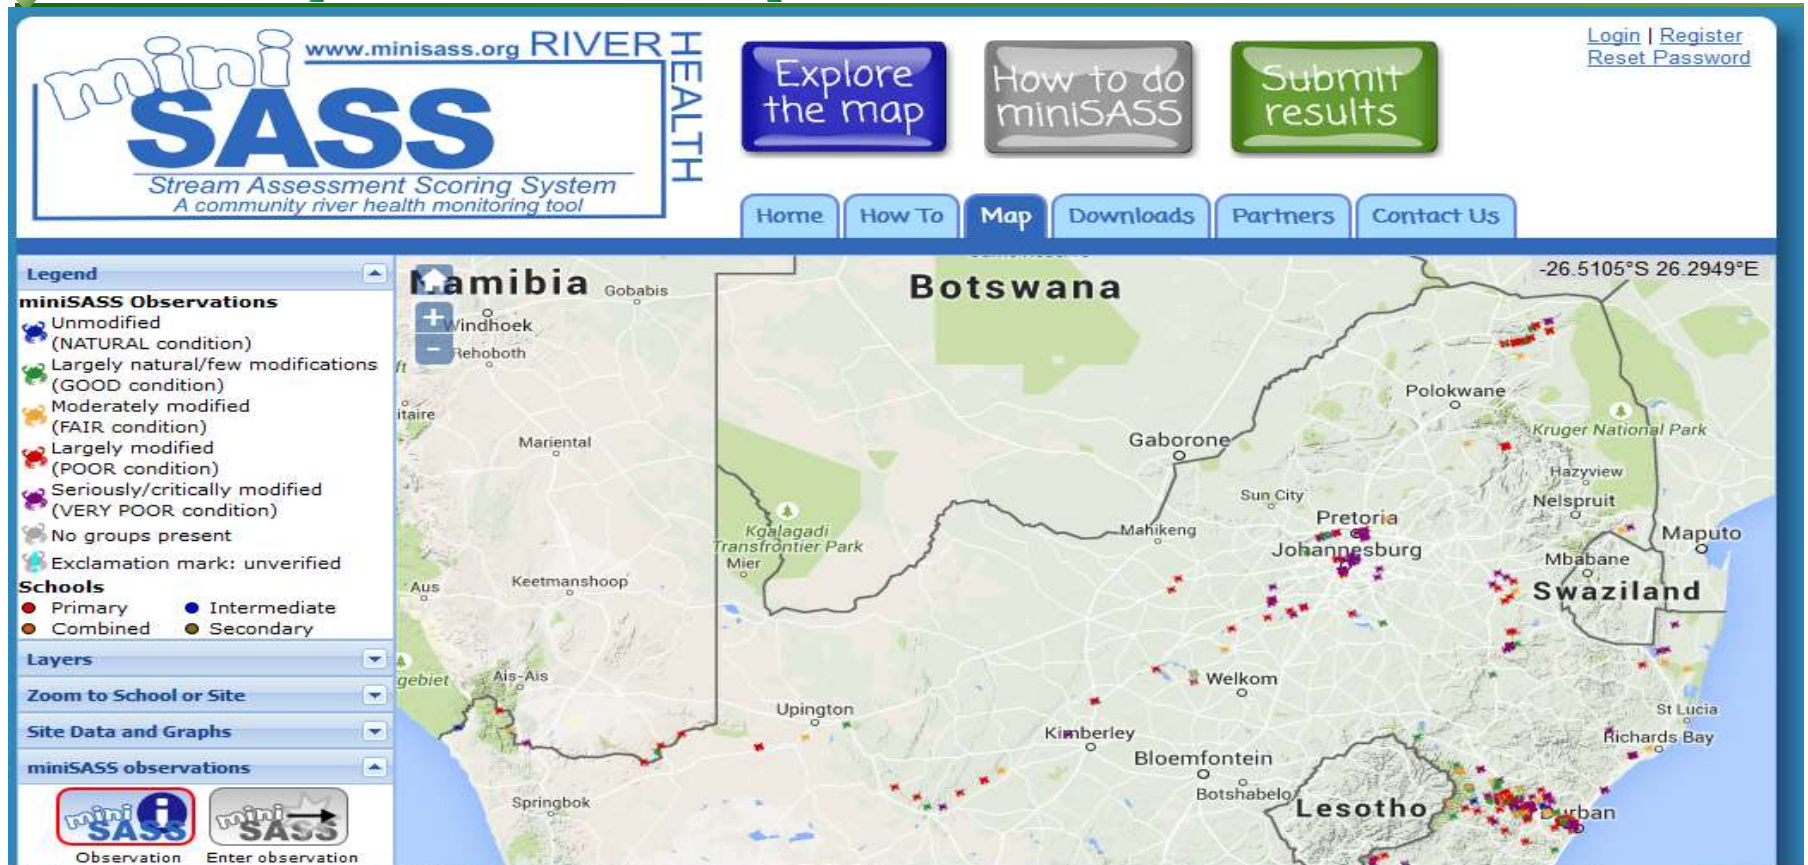 mini
SASS
www.minisass.org RIVER
HEALTH
Stream Assessment Scoring System
A community river health monitoring tool
Explore
the map
How to do
miniSASS
Submit
results
Login | Register
Reset Password
Home
How To
Map
Downloads
Partners
Contact Us
Legend
miniSASS Observations
Unmodified
(NATURAL condition)
Largely natural/few modifications
(GOOD condition)
Moderately modified
(FAIR condition)
Largely modified
(POOR condition)
Seriously/critically modified
(VERY POOR condition)
No groups present
Exclamation mark: unverified
Schools
Primary
Intermediate
Combined
Secondary
Layers
Zoom to School or Site
Site Data and Graphs
miniSASS observations
mini
SASS
i
mini
SASS
Observation
Enter observation
-26.5105°S 26.2949°E
Namibia
Gobabis
Botswana
+
Windhoek
-
Rehoboth
itaire
Polokwane
Mariental
Gaborone
Kruger National Park
Hazyview
Sun City
Nelspruit
Pretoria
Kgalagadi
Transfrontier Park
Mahikeng
Maputo
Johannesburg
Mier
Mbabane
Aus
Keetmanshoop
Swaziland
gebiet
Ais-Ais
Welkom
Upington
St Lucia
Kimberley
Richards Bay
Bloemfontein
Botshabelo
Springbok
Lesotho
Durban